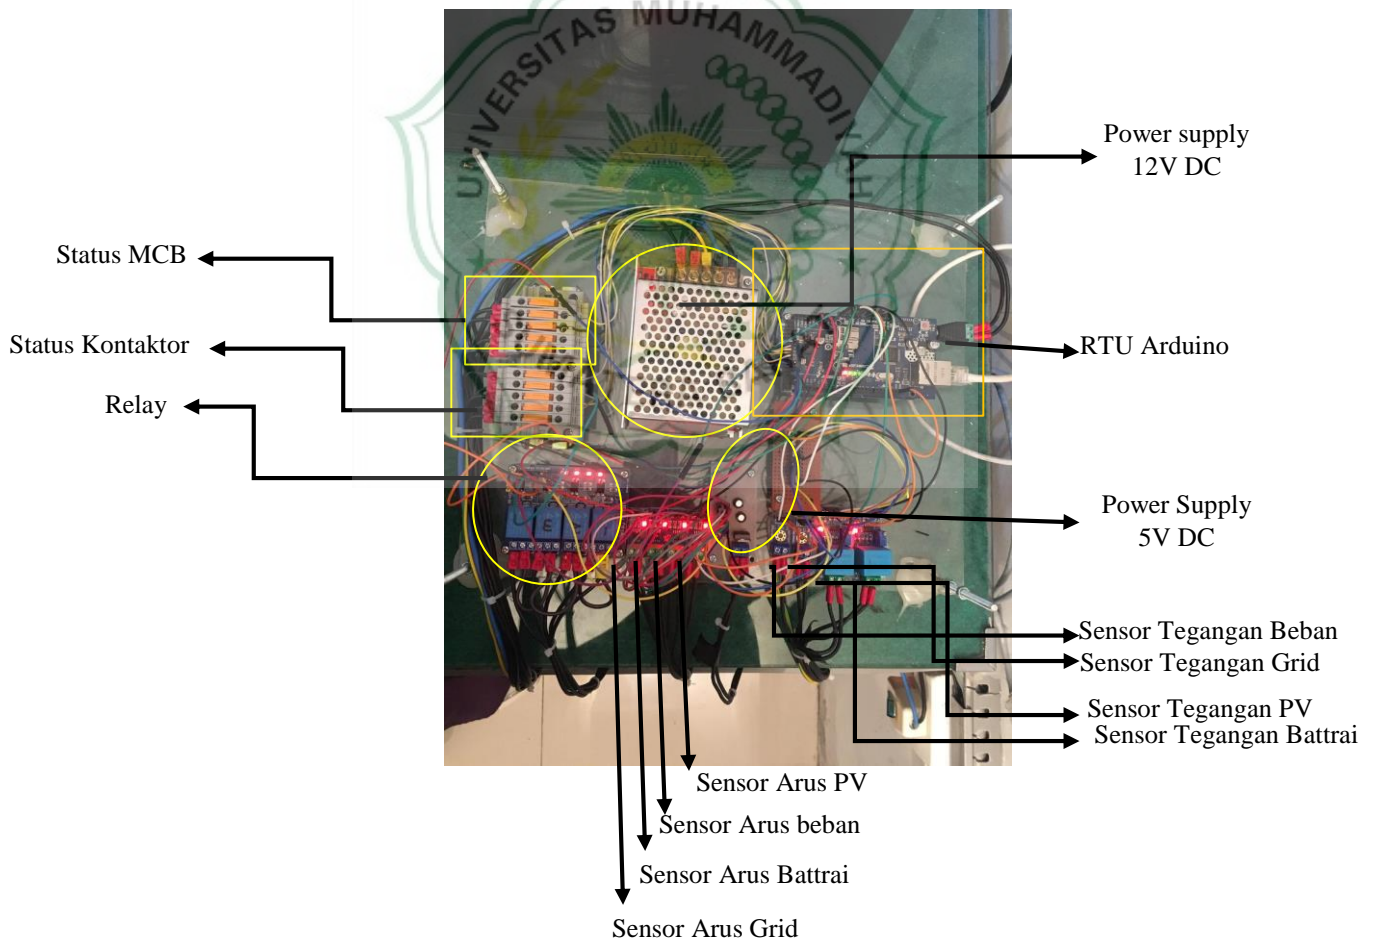 UNIVERSITAS MUHAMMADIYAH
Power supply
12V DC
Status MCB
Status Kontaktor
RTU Arduino
Relay
Power Supply
5V DC
Sensor Tegangan Beban
Sensor Tegangan Grid
Sensor Tegangan PV
Sensor Tegangan Battrai
Sensor Arus PV
Sensor Arus beban
Sensor Arus Battrai
Sensor Arus Grid